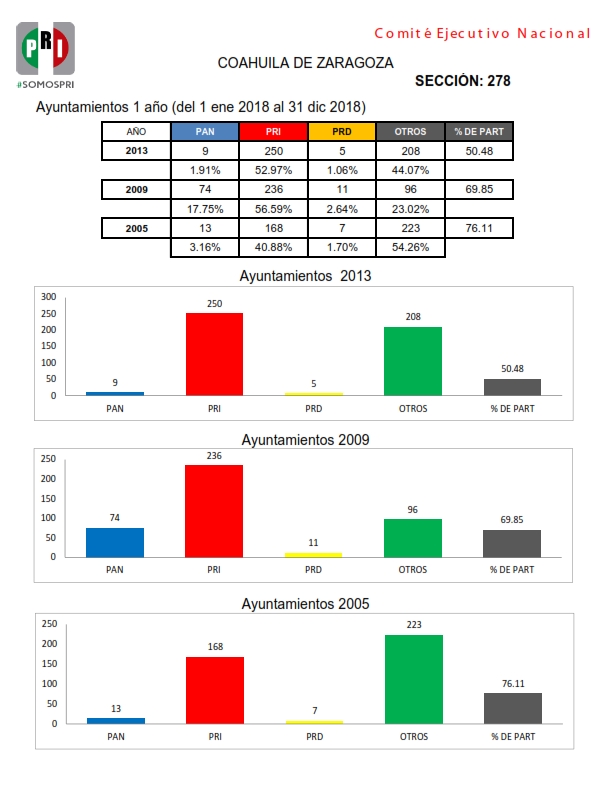 Comité Ejecutivo Nacional
PRI
#SOMOSPRI
COAHUILA DE ZARAGOZA
SECCIÓN: 278
Ayuntamientos 1 año (del 1 ene 2018 al 31 dic 2018)
AÑO PAN PRI PRD OTROS % DE PART
2013 9 250 5 208 50.48
1.91% 52.97% 1.06% 44.07%
2009 74 236 11 96 69.85
17.75% 56.59% 2.64% 23.02%
2005 13 168 7 223 76.11
3.16% 40.88% 1.70% 54.26%
Ayuntamientos 2013
300
250
200
150
100
50
0
9 250 5 208 50.48
PAN PRI PRD OTROS % DE PART
Ayuntamientos 2009
250
200
150
100
50
0
74 236 11 96 69.85
PAN PRI PRD OTROS % DE PART
Ayuntamientos 2005
250
200
150
100
50
0
13 168 7 223 76.11
PAN PRI PRD OTROS % DE PART